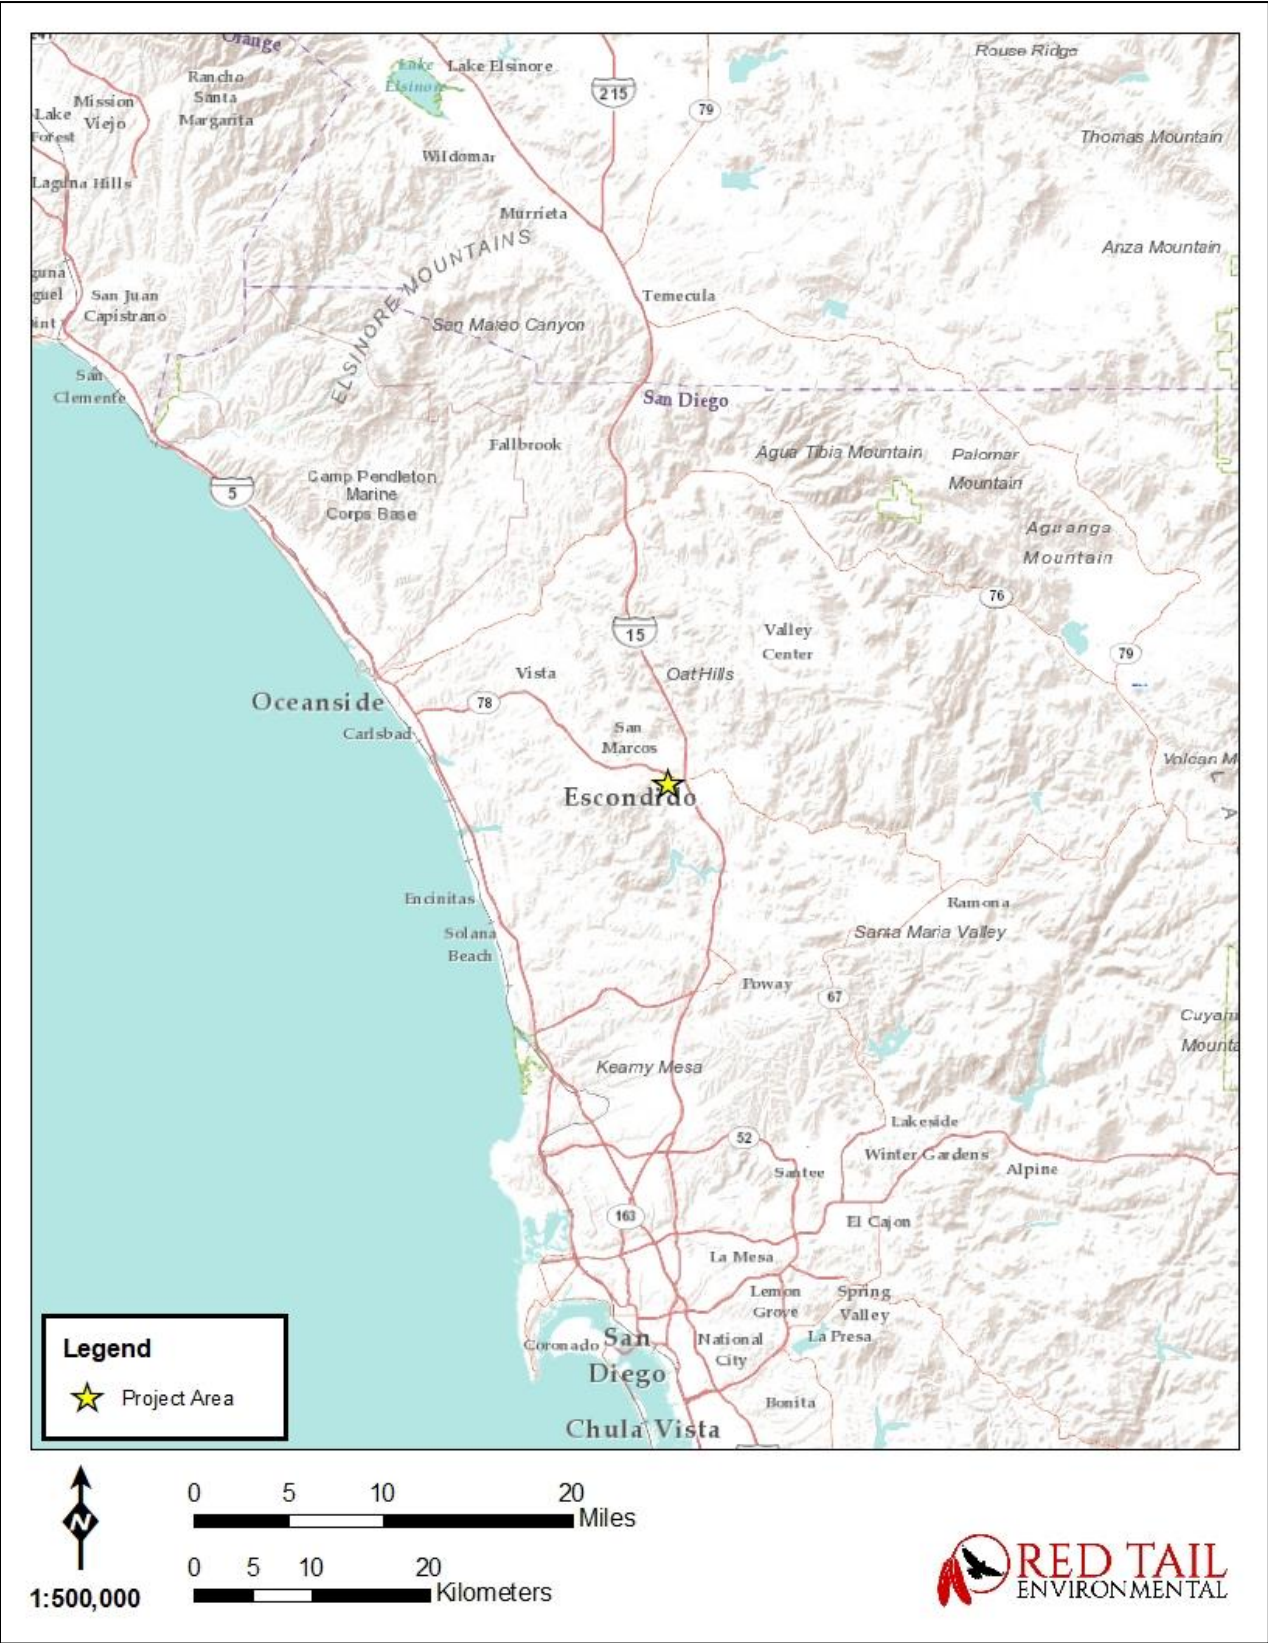 Orange
Rancho
Santa
Margarita
Mission
Viejo
Lake
Forest
Laguna Hills
Lake
Elsinore
Lake Elsinore
215
79
Rouse Ridge
Thomas Mountain
Wildomar
Murrieta
ELSINORE MOUNTAINS
Anza Mountain
San Juan
Capistrano
Temecula
San Mateo Canyon
San
Clemente
San Diego
Fallbrook
Agua Tibia Mountain
Palomar
Mountain
5
Camp Pendleton
Marine
Corps Base
Aguanga
Mountain
76
15
Valley
Center
79
Vista
Oat Hills
Oceanside
78
Carlsbad
San
Marcos
Volcan M
Escondido
Encinitas
Solana
Beach
Ramona
Santa Maria Valley
Poway
67
Cuyam
Mounta
Kearny Mesa
Lakeside
52
Winter Gardens
Santee
Alpine
163
El Cajon
La Mesa
Lemon
Grove
Spring
Valley
Coronado
San
Diego
National
City
La Presa
Bonita
Chula Vista
Legend
Project Area
N
1:500,000
0 5 10 20
Miles
0 5 10 20
Kilometers
RED TAIL
ENVIRONMENTAL